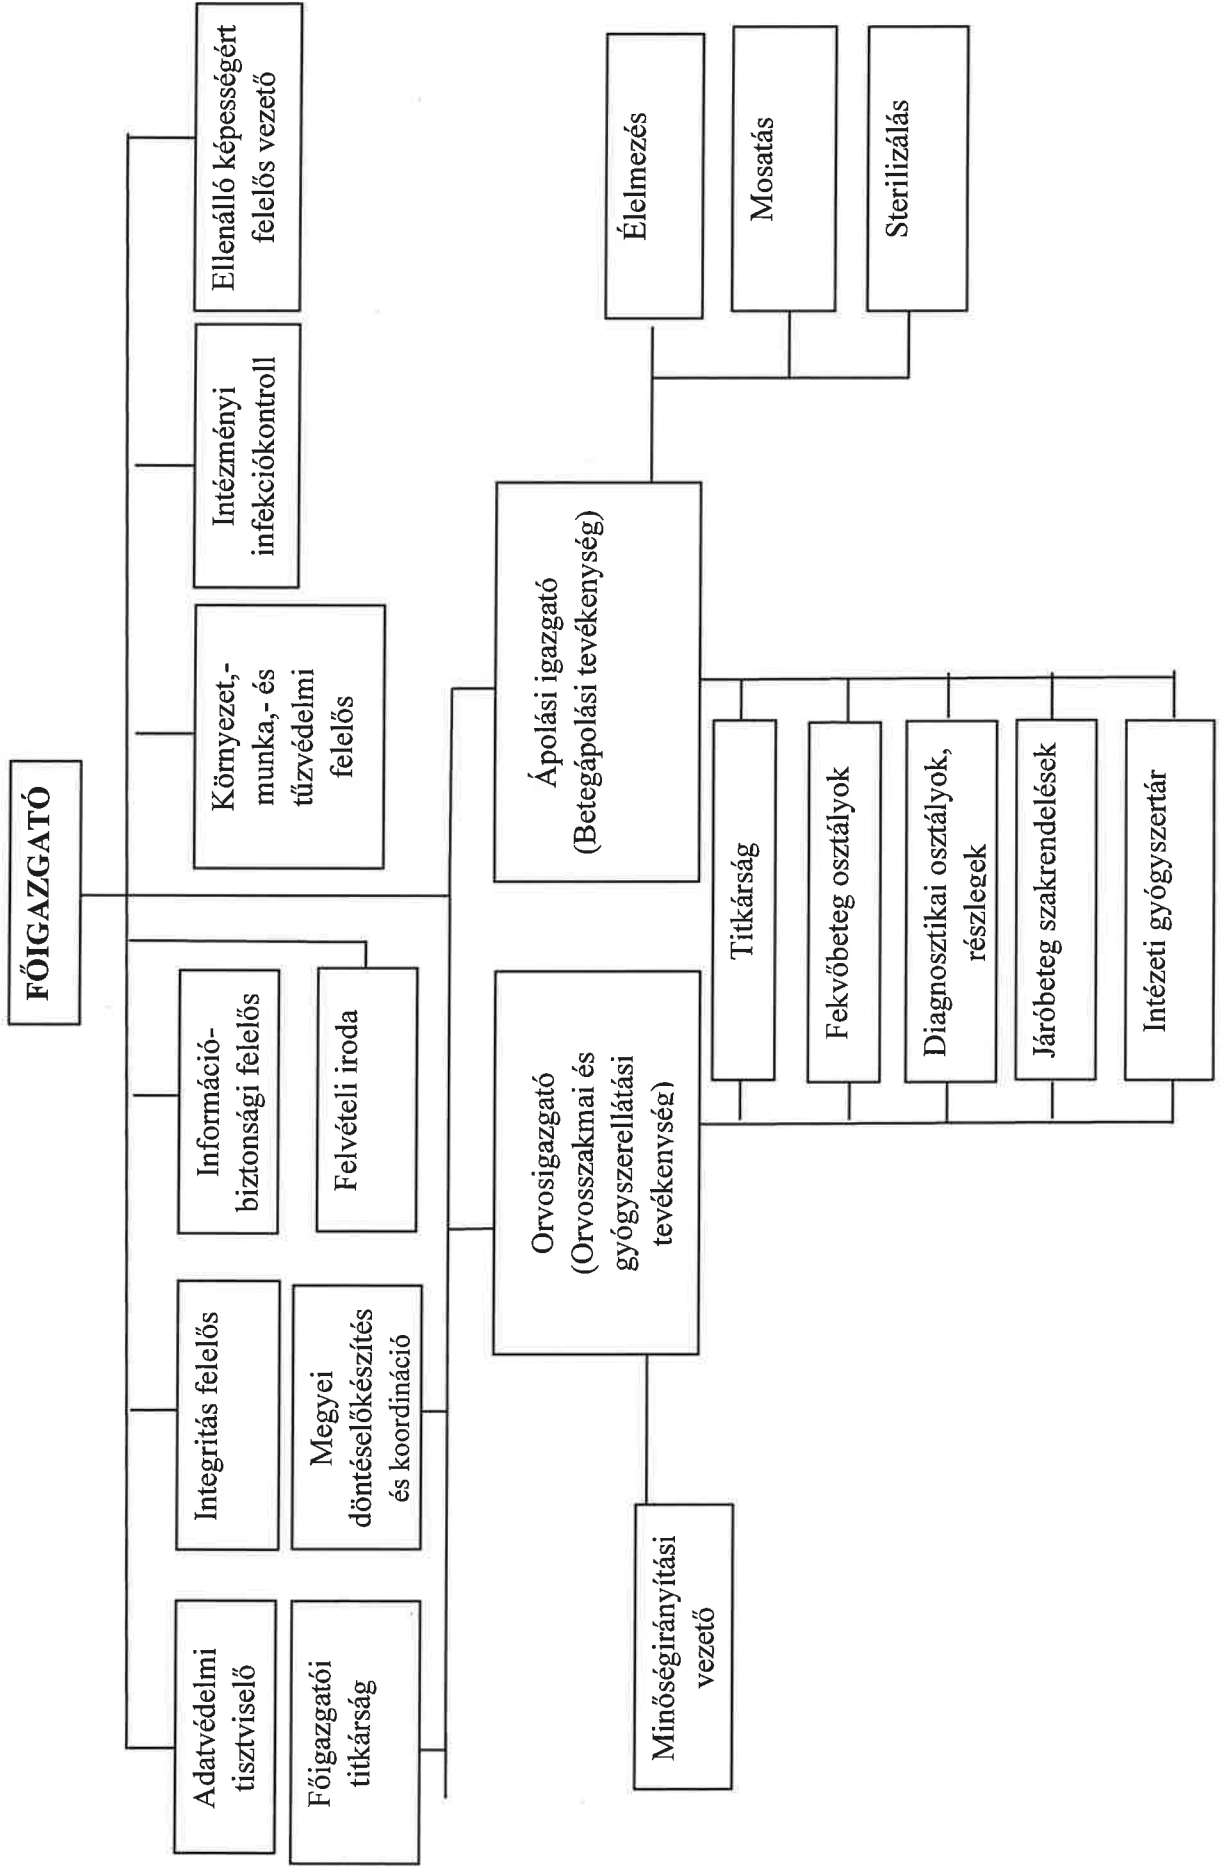 FŐIGAZGATÓ
Adatvédelmi
tisztviselő
Integritás felelős
Információ-
biztonsági felelős
Környezet,-
munka,- és
tűzvédelmi
felelős
Intézményi
infekciókontroll
Ellenálló képességért
felelős vezető
Főigazgatói
titkárság
Megyei
döntéselőkészítés
és koordináció
Felvételi iroda
Orvosigazgató
(Orvosszakmai és
gyógyszerellátási
tevékenység)
Ápolási igazgató
(Betegápolási tevékenység)
Minőségirányítási
vezető
Titkárság
Fekvőbeteg osztályok
Diagnosztikai osztályok,
részlegek
Járóbeteg szakrendelések
Intézeti gyógyszertár
Élelmezés
Mosatás
Sterilizálás